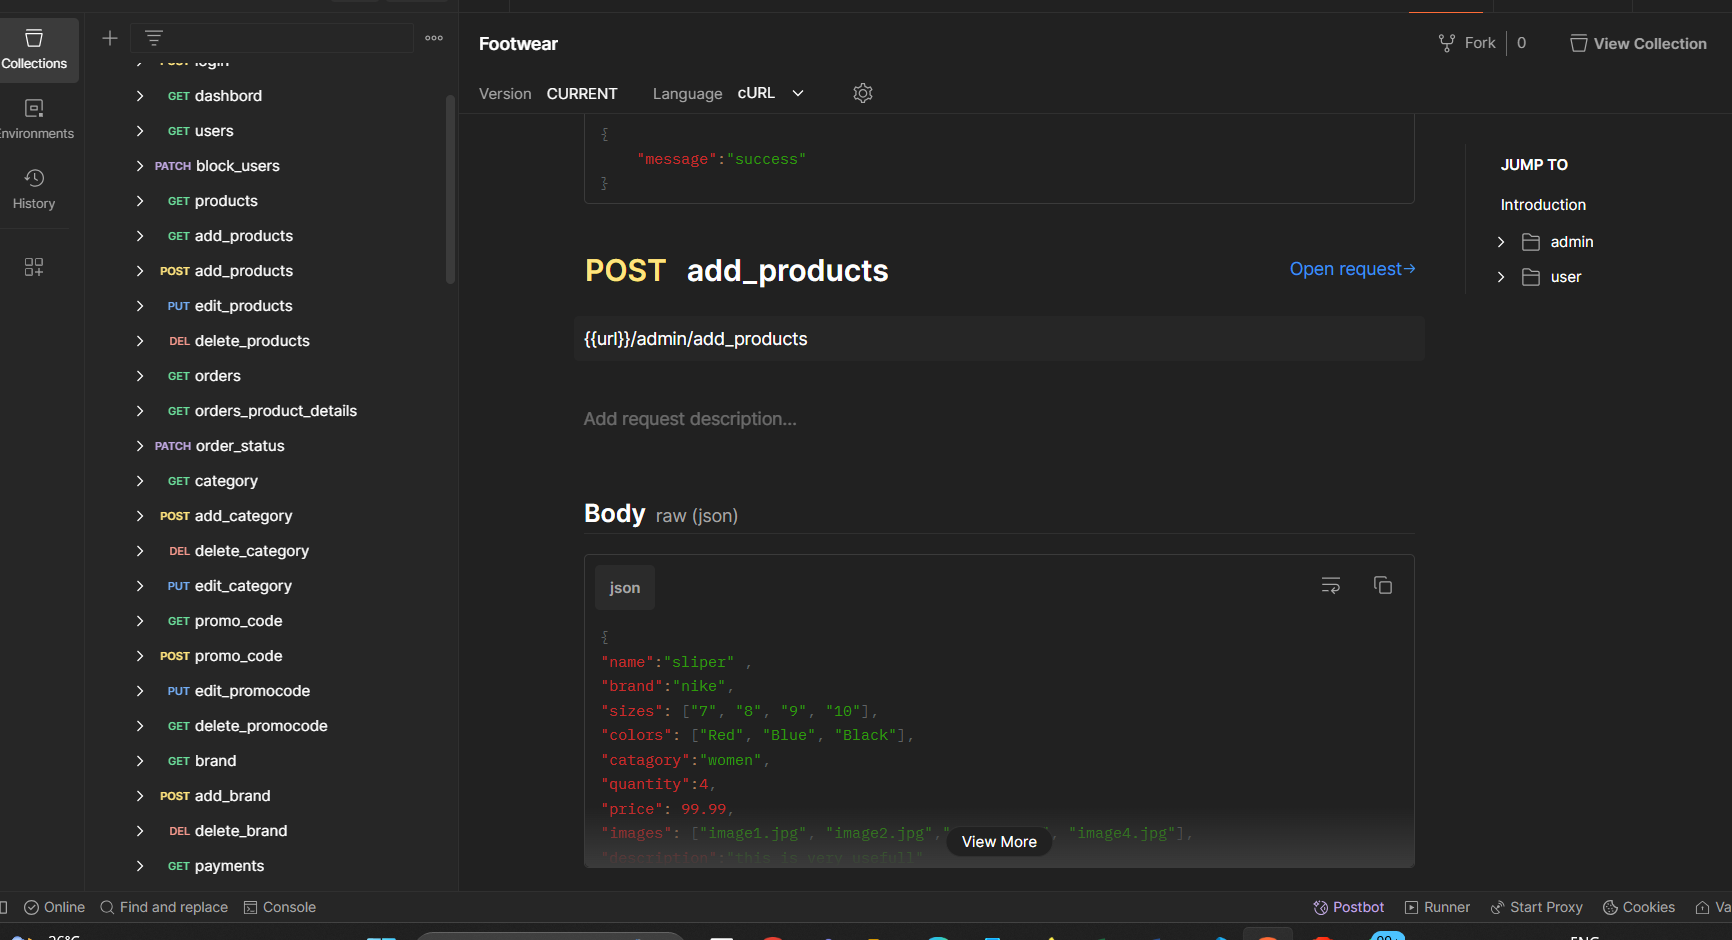 Collections
Environments
History
POST login
GET dashbord
GET users
PATCH block_users
GET products
GET add_products
POST add_products
PUT edit_products
DEL delete_products
GET orders
GET orders_product_details
PATCH order_status
GET category
POST add_category
DEL delete_category
PUT edit_category
GET promo_code
POST promo_code
PUT edit_promocode
GET delete_promocode
GET brand
POST add_brand
DEL delete_brand
GET payments
Footwear
Fork 0 View Collection
Version CURRENT Language cURL
{
"message":"success"
}
POST add_products Open request→
{{url}}/admin/add_products
Add request description...
Body raw (json)
json
{
"name":"sliper" ,
"brand":"nike",
"sizes": ["7", "8", "9", "10"],
"colors": ["Red", "Blue", "Black"],
"catagory":"women",
"quantity":4,
"price": 99.99,
"images": ["image1.jpg", "image2.jpg", "image4.jpg"],
"description":"this is very usefull"
View More
JUMP TO
Introduction
admin
user
Online Find and replace Console Postbot Runner Start Proxy Cookies
26°C
ENG